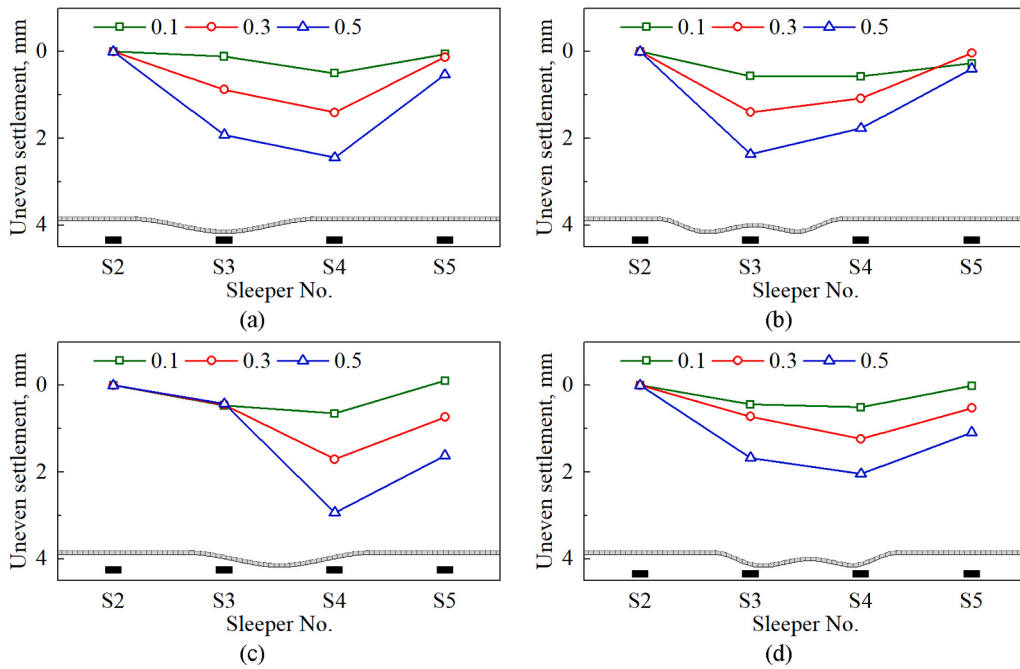 0.1 0.3 0.5
Uneven settlement, mm
0
2
4
S2 S3 S4 S5
Sleeper No.
(a)
0.1 0.3 0.5
Uneven settlement, mm
0
2
4
S2 S3 S4 S5
Sleeper No.
(b)
0.1 0.3 0.5
Uneven settlement, mm
0
2
4
S2 S3 S4 S5
Sleeper No.
(c)
0.1 0.3 0.5
Uneven settlement, mm
0
2
4
S2 S3 S4 S5
Sleeper No.
(d)